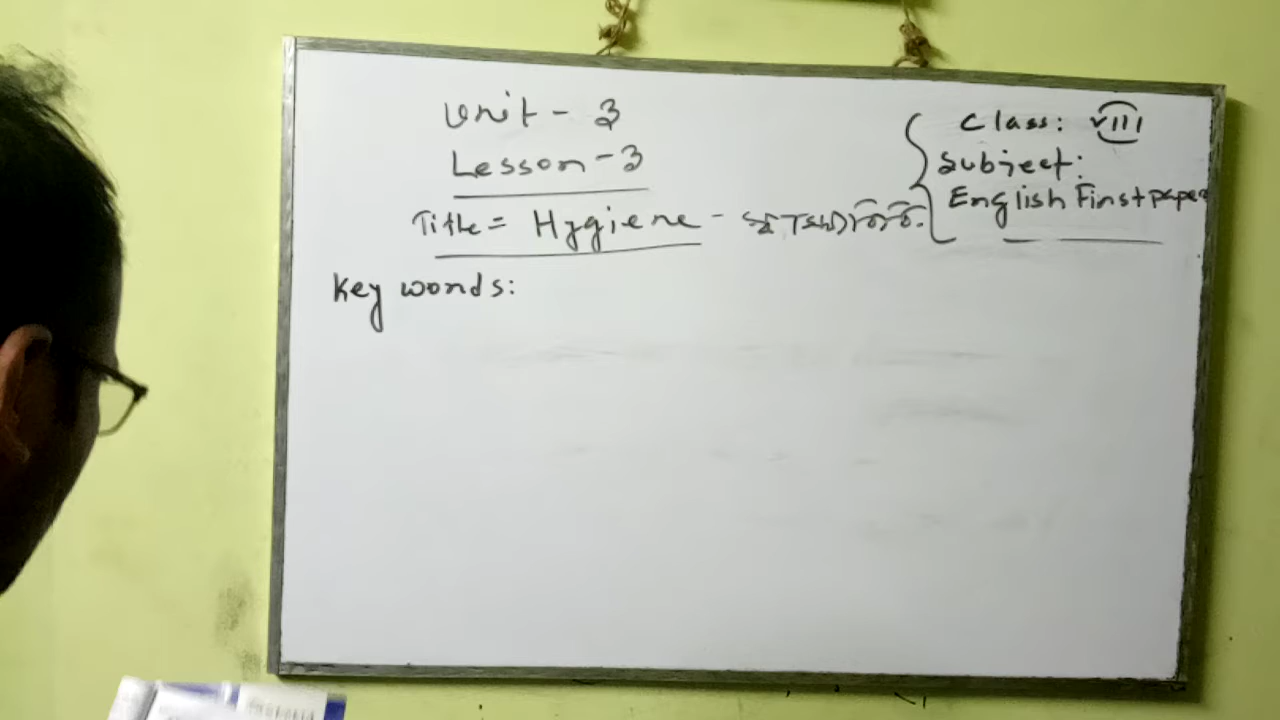 Unit - 3
Lesson - 3
Title = Hygiene -
Class: VIII
Subject:
English First paper
Key words: